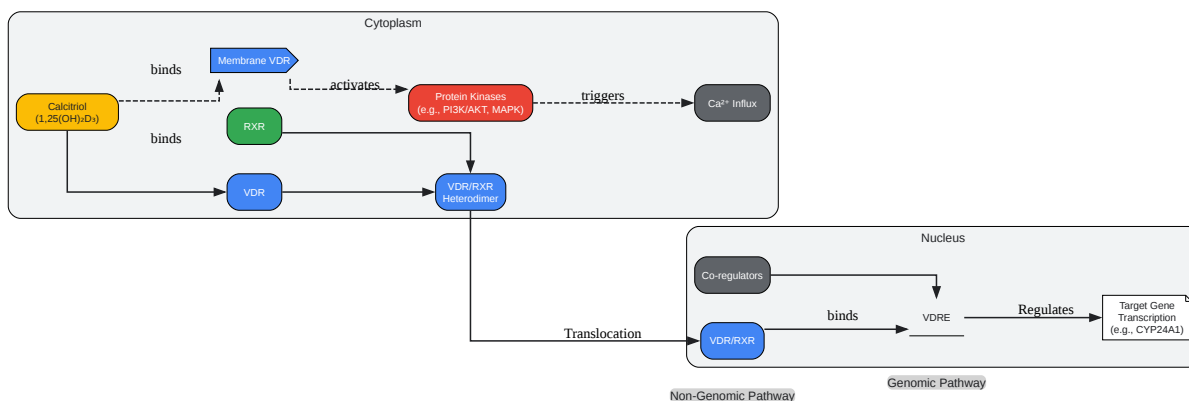 Cytoplasm
binds
Membrane VDR
activates
Calcitriol
(1,25(OH)₂D₃)
Protein Kinases
(e.g., PI3K/AKT, MAPK)
triggers
Ca²⁺ Influx
binds
RXR
VDR
VDR/RXR
Heterodimer
Nucleus
Co-regulators
Translocation
VDR/RXR
binds
VDRE
Regulates
Target Gene
Transcription
(e.g., CYP24A1)
Genomic Pathway
Non-Genomic Pathway